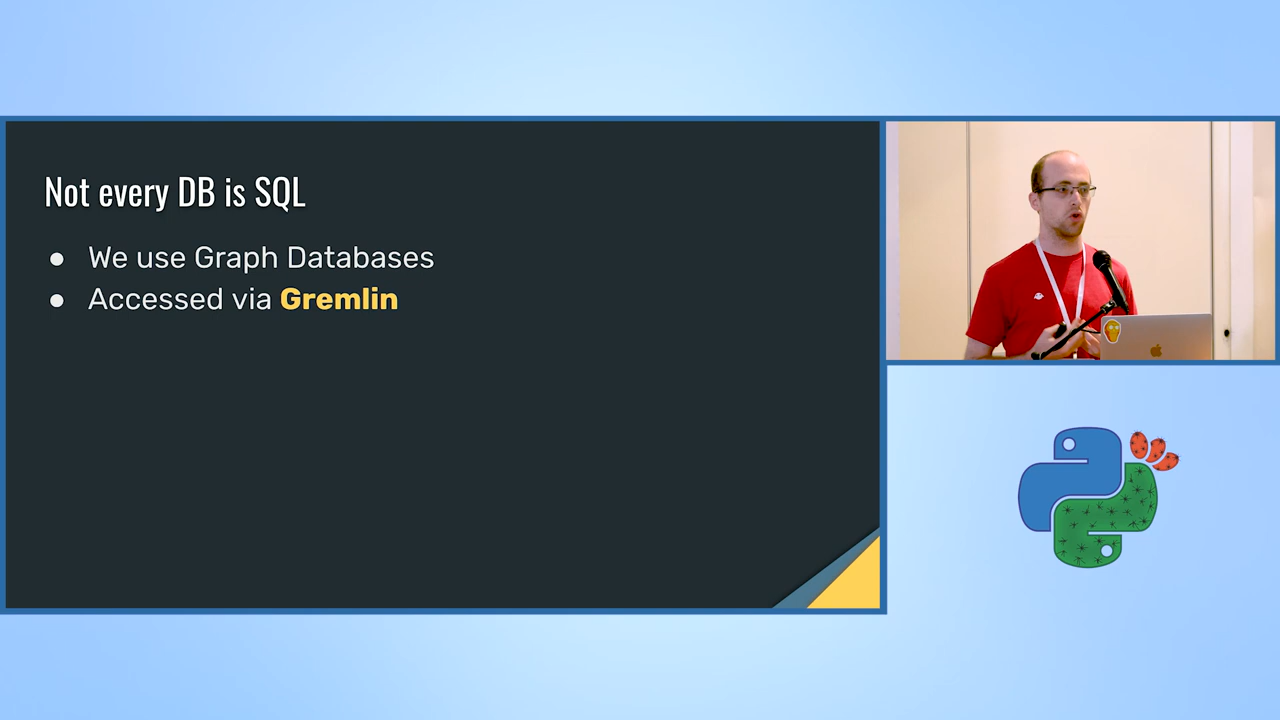 Not every DB is SQL
● We use Graph Databases
● Accessed via Gremlin